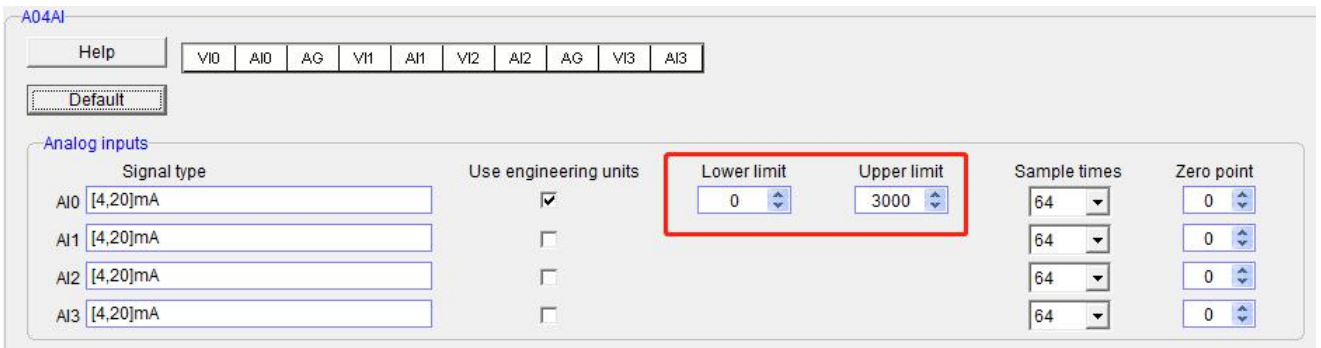 A04AI
Help
VI0 AI0 AG VI1 AI1 VI2 AI2 AG VI3 AI3
Default
Analog inputs
Signal type Use engineering units Lower limit Upper limit Sample times Zero point
AI0 [4,20]mA 0 3000 64 0
AI1 [4,20]mA 64 0
AI2 [4,20]mA 64 0
AI3 [4,20]mA 64 0